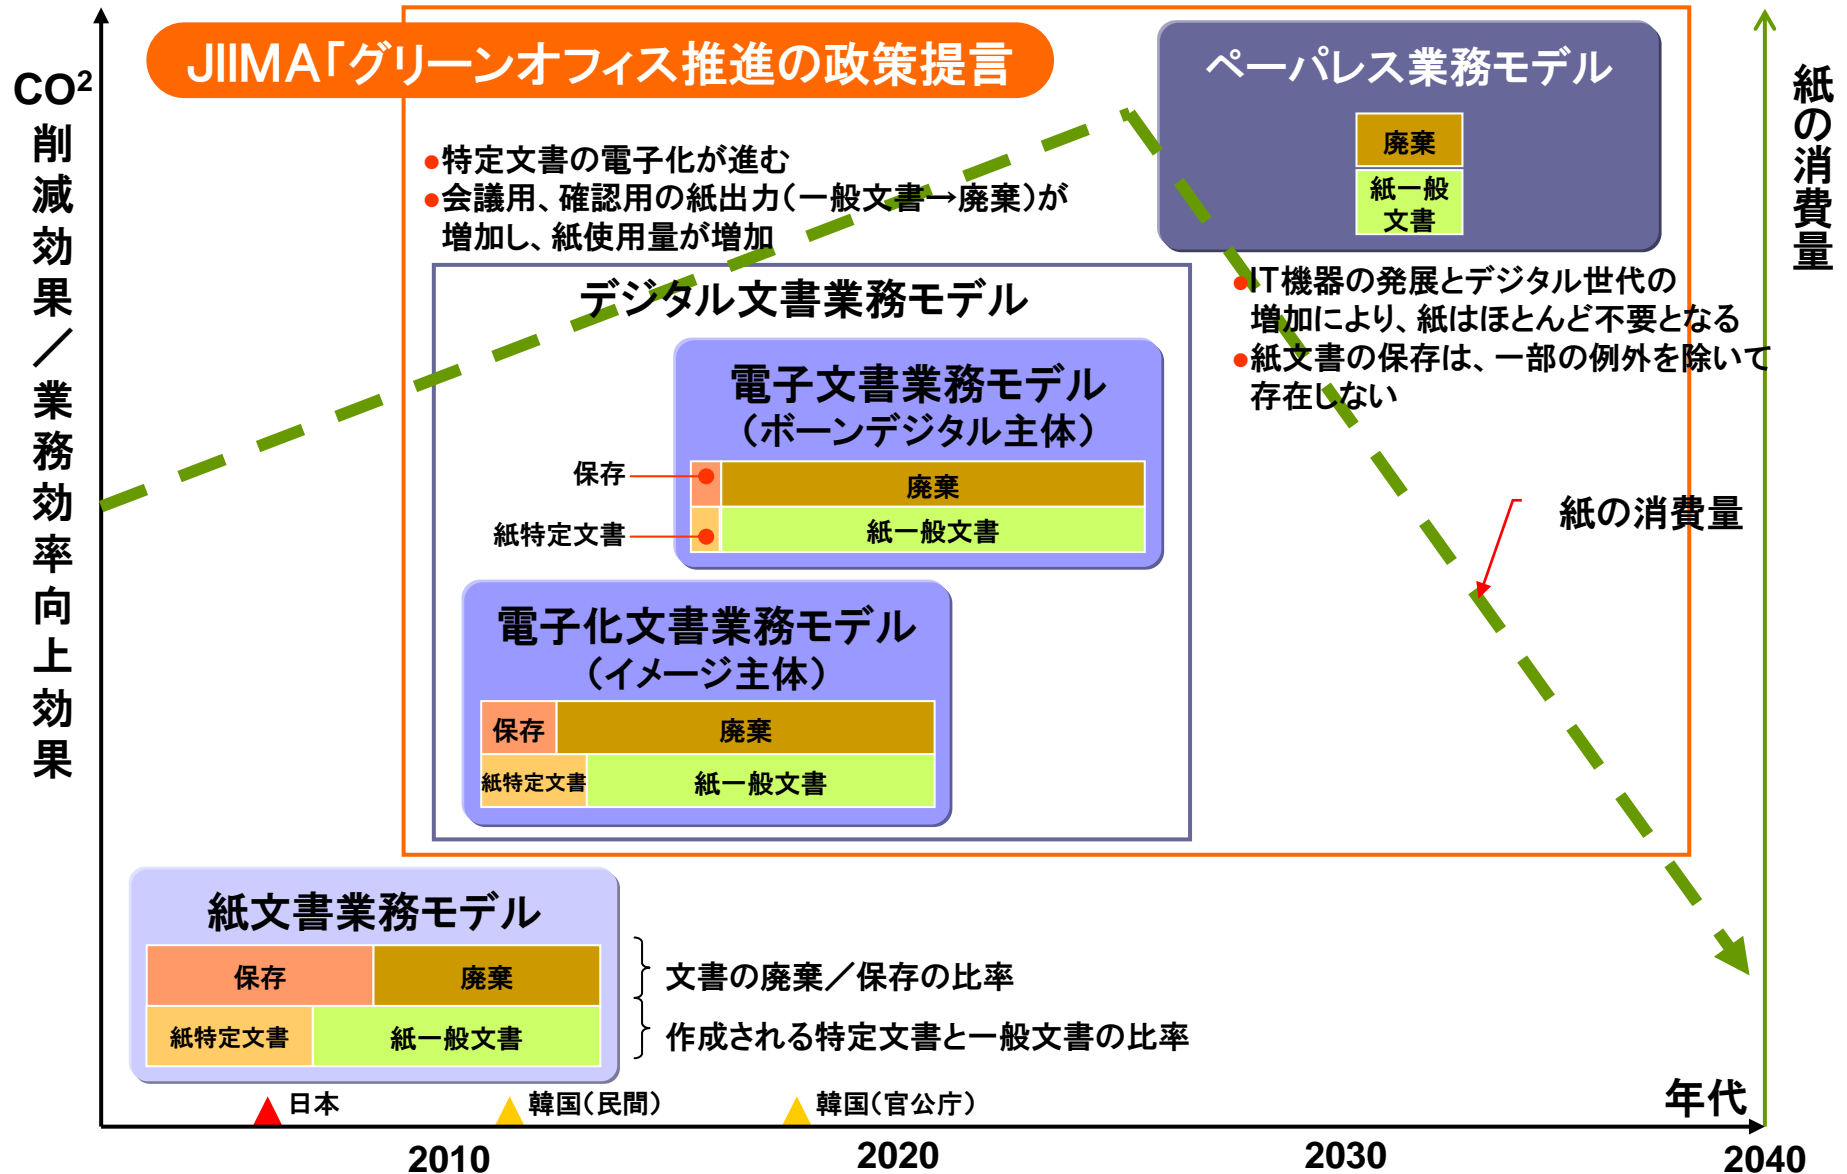 JIIMA「グリーンオフィス推進の政策提言
CO²削減効果／業務効率向上効果
紙の消費量
ペーパレス業務モデル
廃棄
紙一般
文書
●特定文書の電子化が進む
●会議用、確認用の紙出力（一般文書→廃棄）が
増加し、紙使用量が増加
●IT機器の発展とデジタル世代の
増加により、紙はほとんど不要となる
●紙文書の保存は、一部の例外を除いて
存在しない
デジタル文書業務モデル
電子文書業務モデル
（ボーンデジタル主体）
保存
廃棄
紙特定文書
紙一般文書
紙の消費量
電子化文書業務モデル
（イメージ主体）
保存
廃棄
紙特定文書
紙一般文書
紙文書業務モデル
保存
廃棄
文書の廃棄／保存の比率
紙特定文書
紙一般文書
作成される特定文書と一般文書の比率
日本
韓国（民間）
韓国（官公庁）
年代
2010
2020
2030
2040